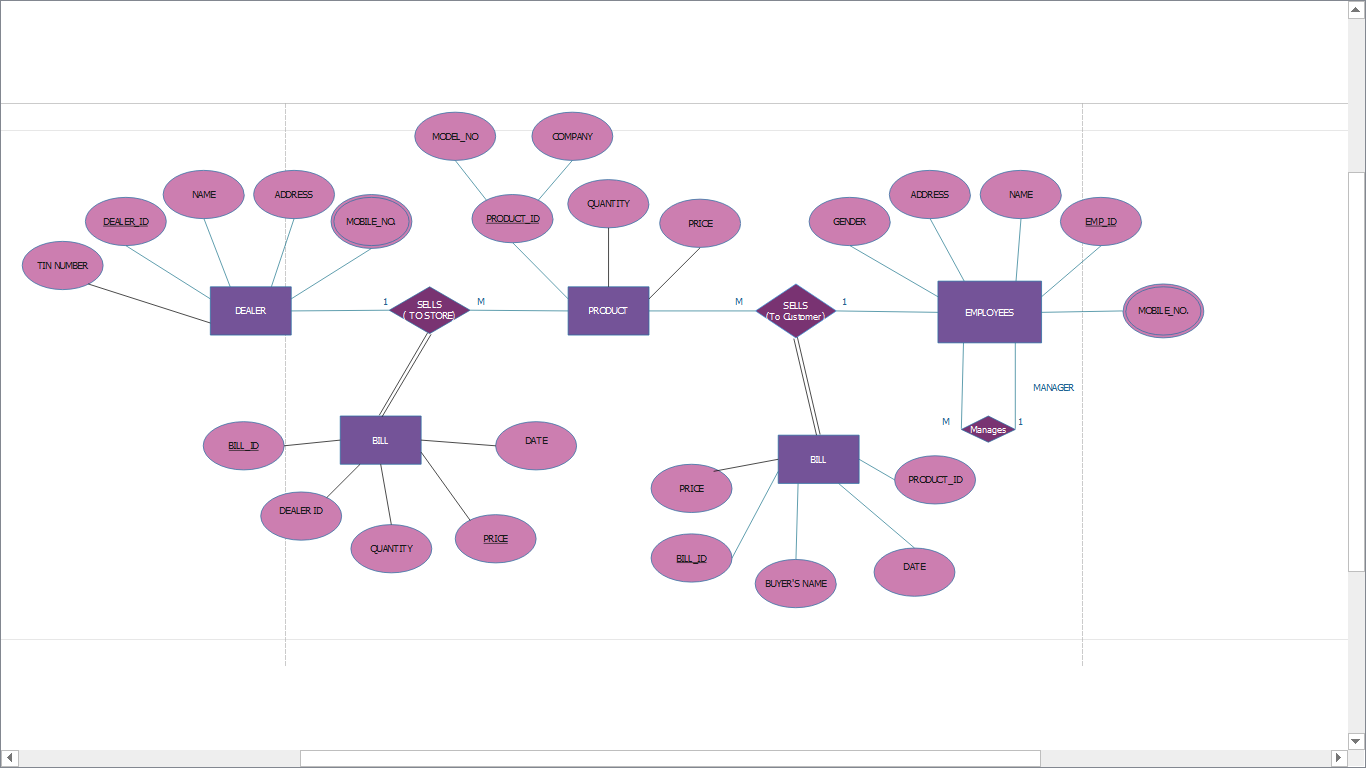 MODEL_NO
COMPANY
NAME
ADDRESS
ADDRESS
NAME
DEALER_ID
MOBILE_NO.
PRODUCT_ID
QUANTITY
PRICE
GENDER
EMP_ID
TIN NUMBER
DEALER
1
SELLS
( TO STORE)
M
PRODUCT
M
SELLS
(To Customer)
1
EMPLOYEES
MOBILE_NO.
MANAGER
M
Manages
1
BILL_ID
BILL
DATE
BILL
PRICE
PRODUCT_ID
DEALER ID
QUANTITY
PRICE
BILL_ID
BUYER'S NAME
DATE